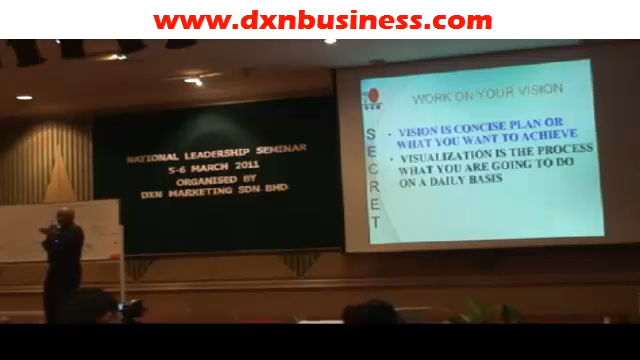 www.dxnbusiness.com
NATIONAL LEADERSHIP SEMINAR
5-6 MARCH 2011
ORGANISED BY
DXN MARKETING SDN BHD
DXN
WORK ON YOUR VISION
SECRET
• VISION IS CONCISE PLAN OR
WHAT YOU WANT TO ACHIEVE
• VISUALIZATION IS THE PROCESS
WHAT YOU ARE GOING TO DO
ON A DAILY BASIS